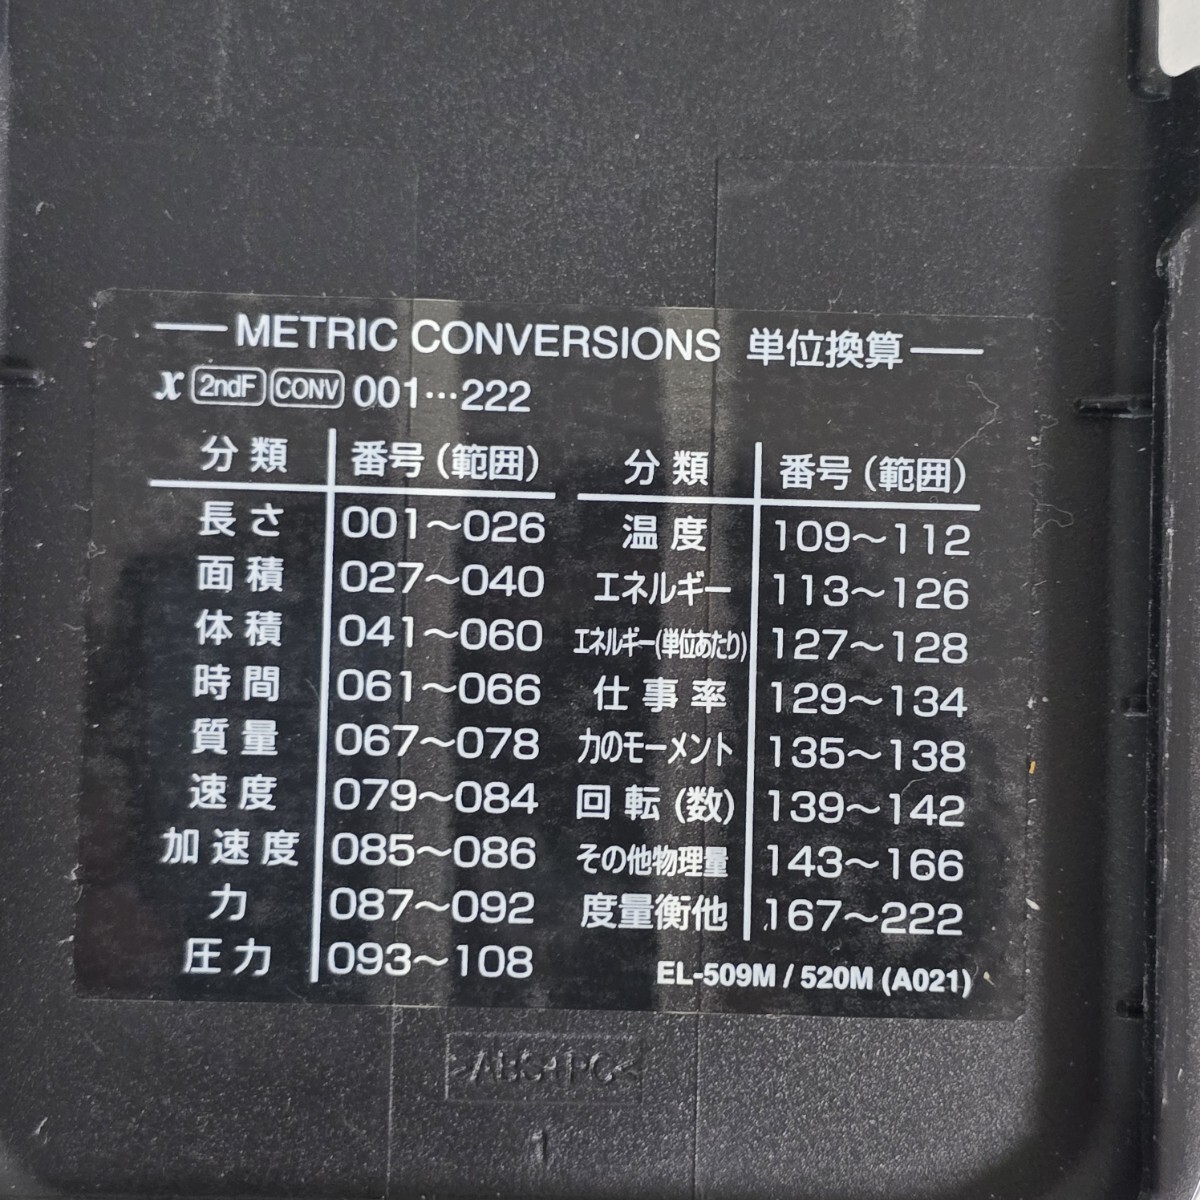 METRIC CONVERSIONS 単位換算
x 2ndF CONV 001…222
分類 番号(範囲) 分類 番号(範囲)
長さ 001〜026 温度 109〜112
面積 027〜040 エネルギー 113〜126
体積 041〜060 エネルギー(単位あたり) 127〜128
時間 061〜066 仕事率 129〜134
質量 067〜078 力のモーメント 135〜138
速度 079〜084 回転(数) 139〜142
加速度 085〜086 その他物理量 143〜166
力 087〜092 度量衡他 167〜222
圧力 093〜108
EL-509M / 520M (A021)
>ABS+PC<
1